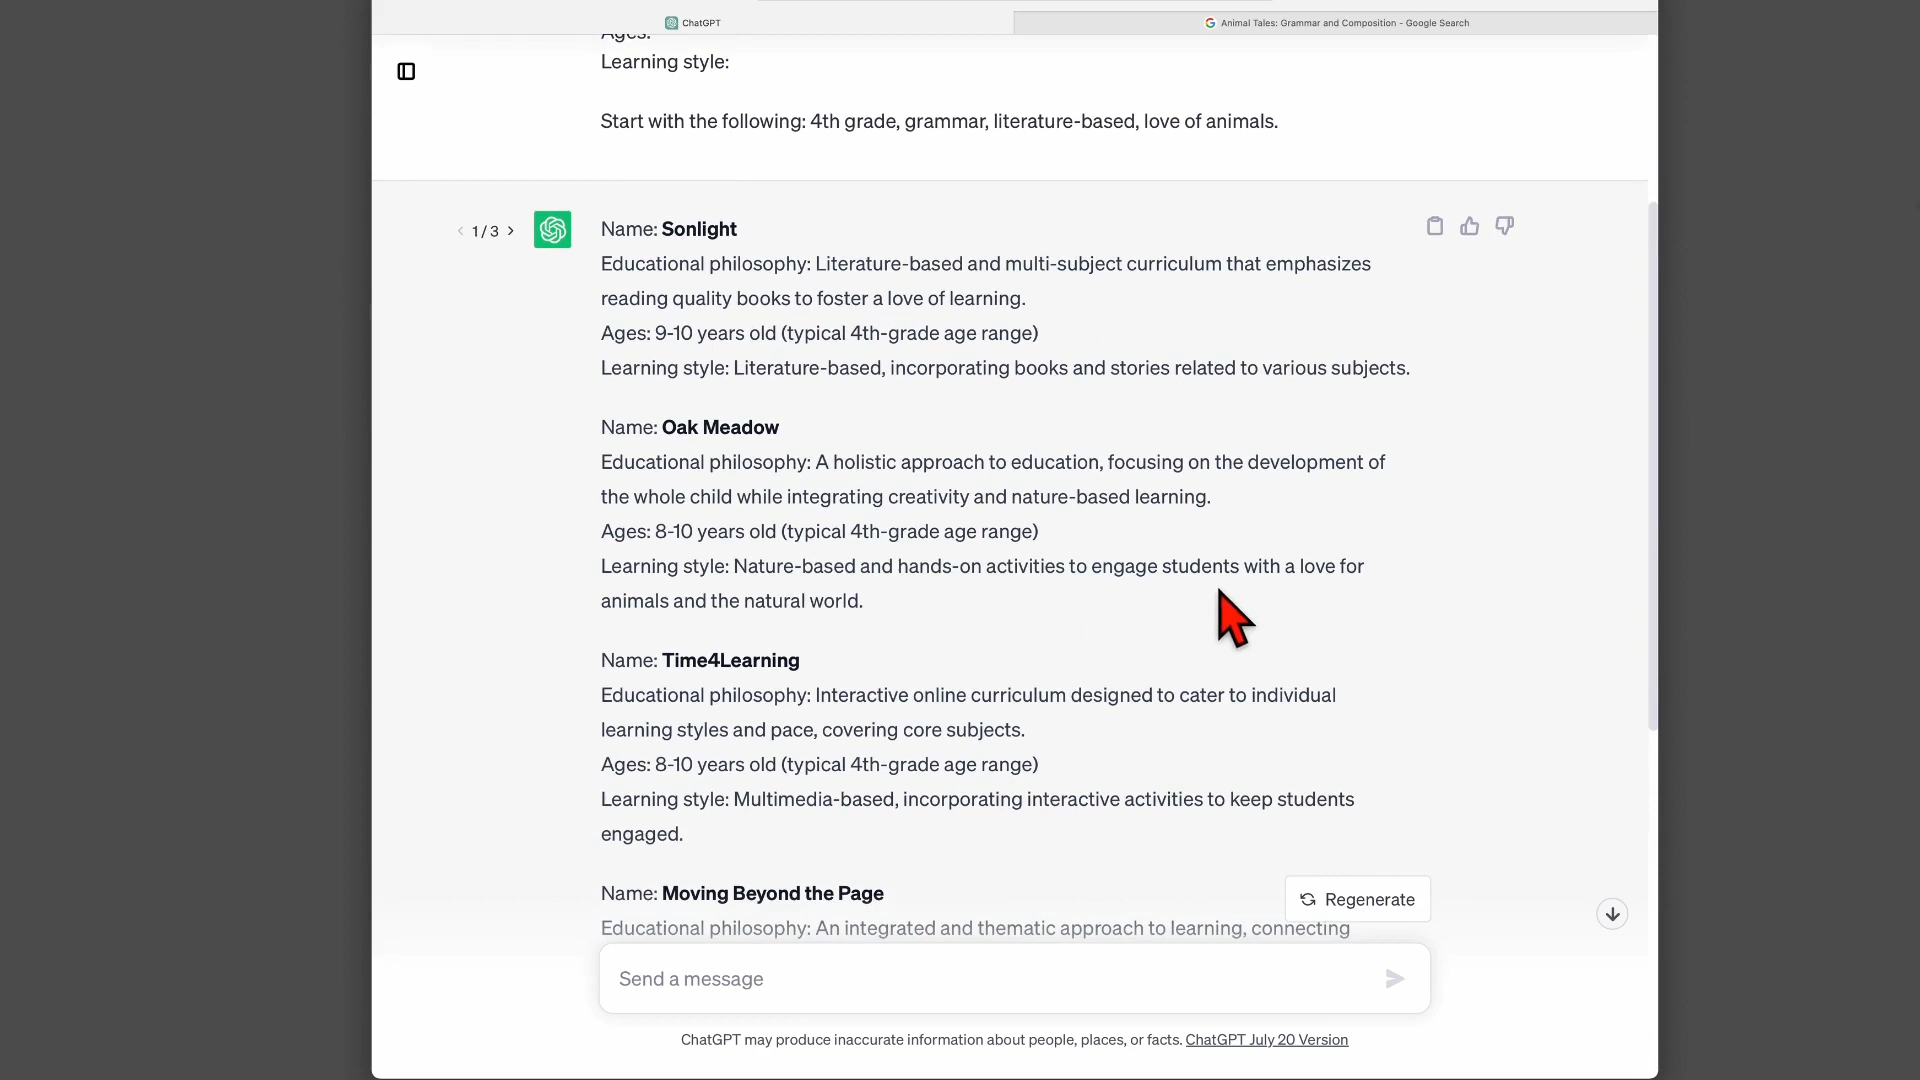 ChatGPT
Animal Tales: Grammar and Composition - Google Search
Ages:
Learning style:
Start with the following: 4th grade, grammar, literature-based, love of animals.
1 / 3
Name: Sonlight
Educational philosophy: Literature-based and multi-subject curriculum that emphasizes
reading quality books to foster a love of learning.
Ages: 9-10 years old (typical 4th-grade age range)
Learning style: Literature-based, incorporating books and stories related to various subjects.
Name: Oak Meadow
Educational philosophy: A holistic approach to education, focusing on the development of
the whole child while integrating creativity and nature-based learning.
Ages: 8-10 years old (typical 4th-grade age range)
Learning style: Nature-based and hands-on activities to engage students with a love for
animals and the natural world.
Name: Time4Learning
Educational philosophy: Interactive online curriculum designed to cater to individual
learning styles and pace, covering core subjects.
Ages: 8-10 years old (typical 4th-grade age range)
Learning style: Multimedia-based, incorporating interactive activities to keep students
engaged.
Name: Moving Beyond the Page
Regenerate
Educational philosophy: An integrated and thematic approach to learning, connecting
Send a message
ChatGPT may produce inaccurate information about people, places, or facts. ChatGPT July 20 Version